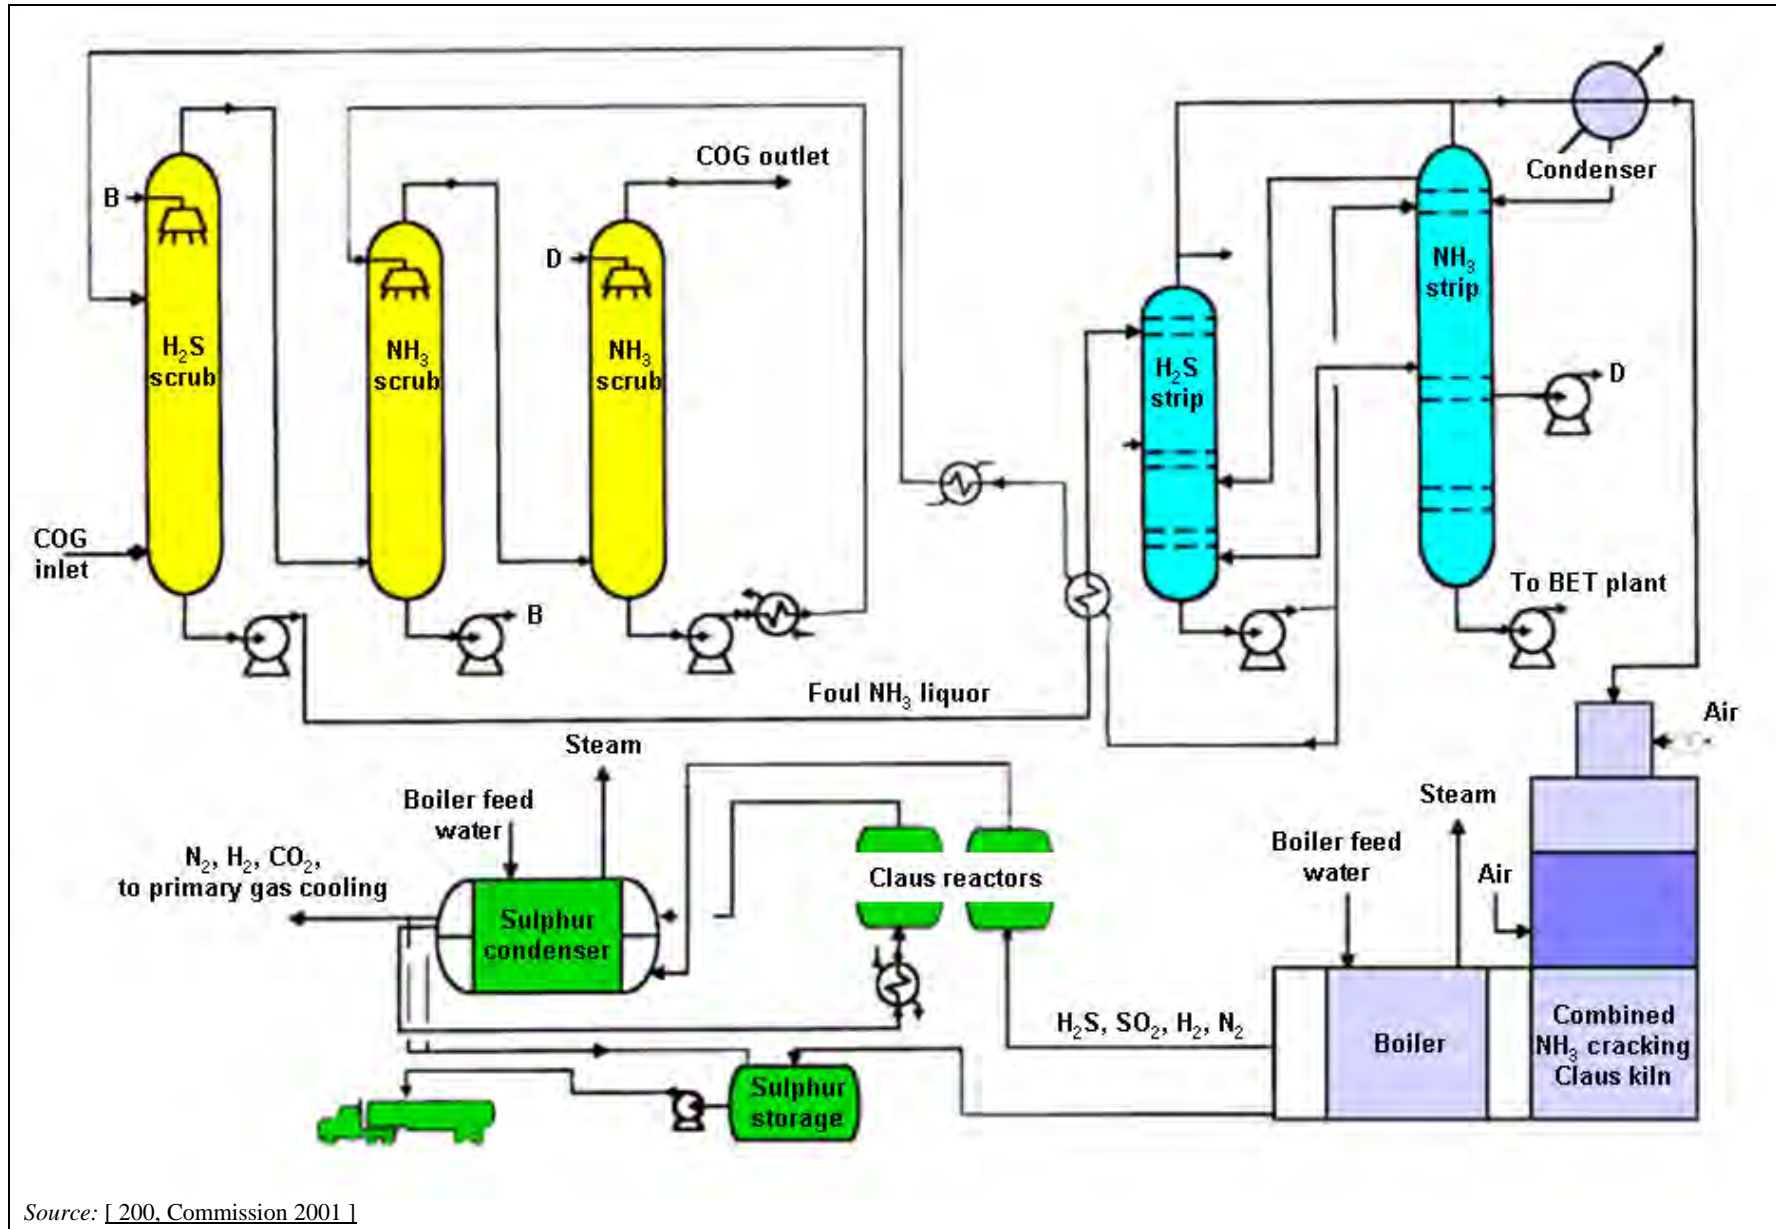 COG outlet
Condenser
B
D
H₂S
scrub
NH₃
scrub
NH₃
scrub
H₂S
strip
NH₃
strip
D
COG
inlet
B
To BET plant
Foul NH₃ liquor
Air
Steam
Boiler feed
water
N₂, H₂, CO₂,
to primary gas cooling
Sulphur
condenser
Claus reactors
Steam
Boiler feed
water
Air
H₂S, SO₂, H₂, N₂
Boiler
Combined
NH₃ cracking
Claus kiln
Sulphur
storage
Source: [ 200, Commission 2001 ]